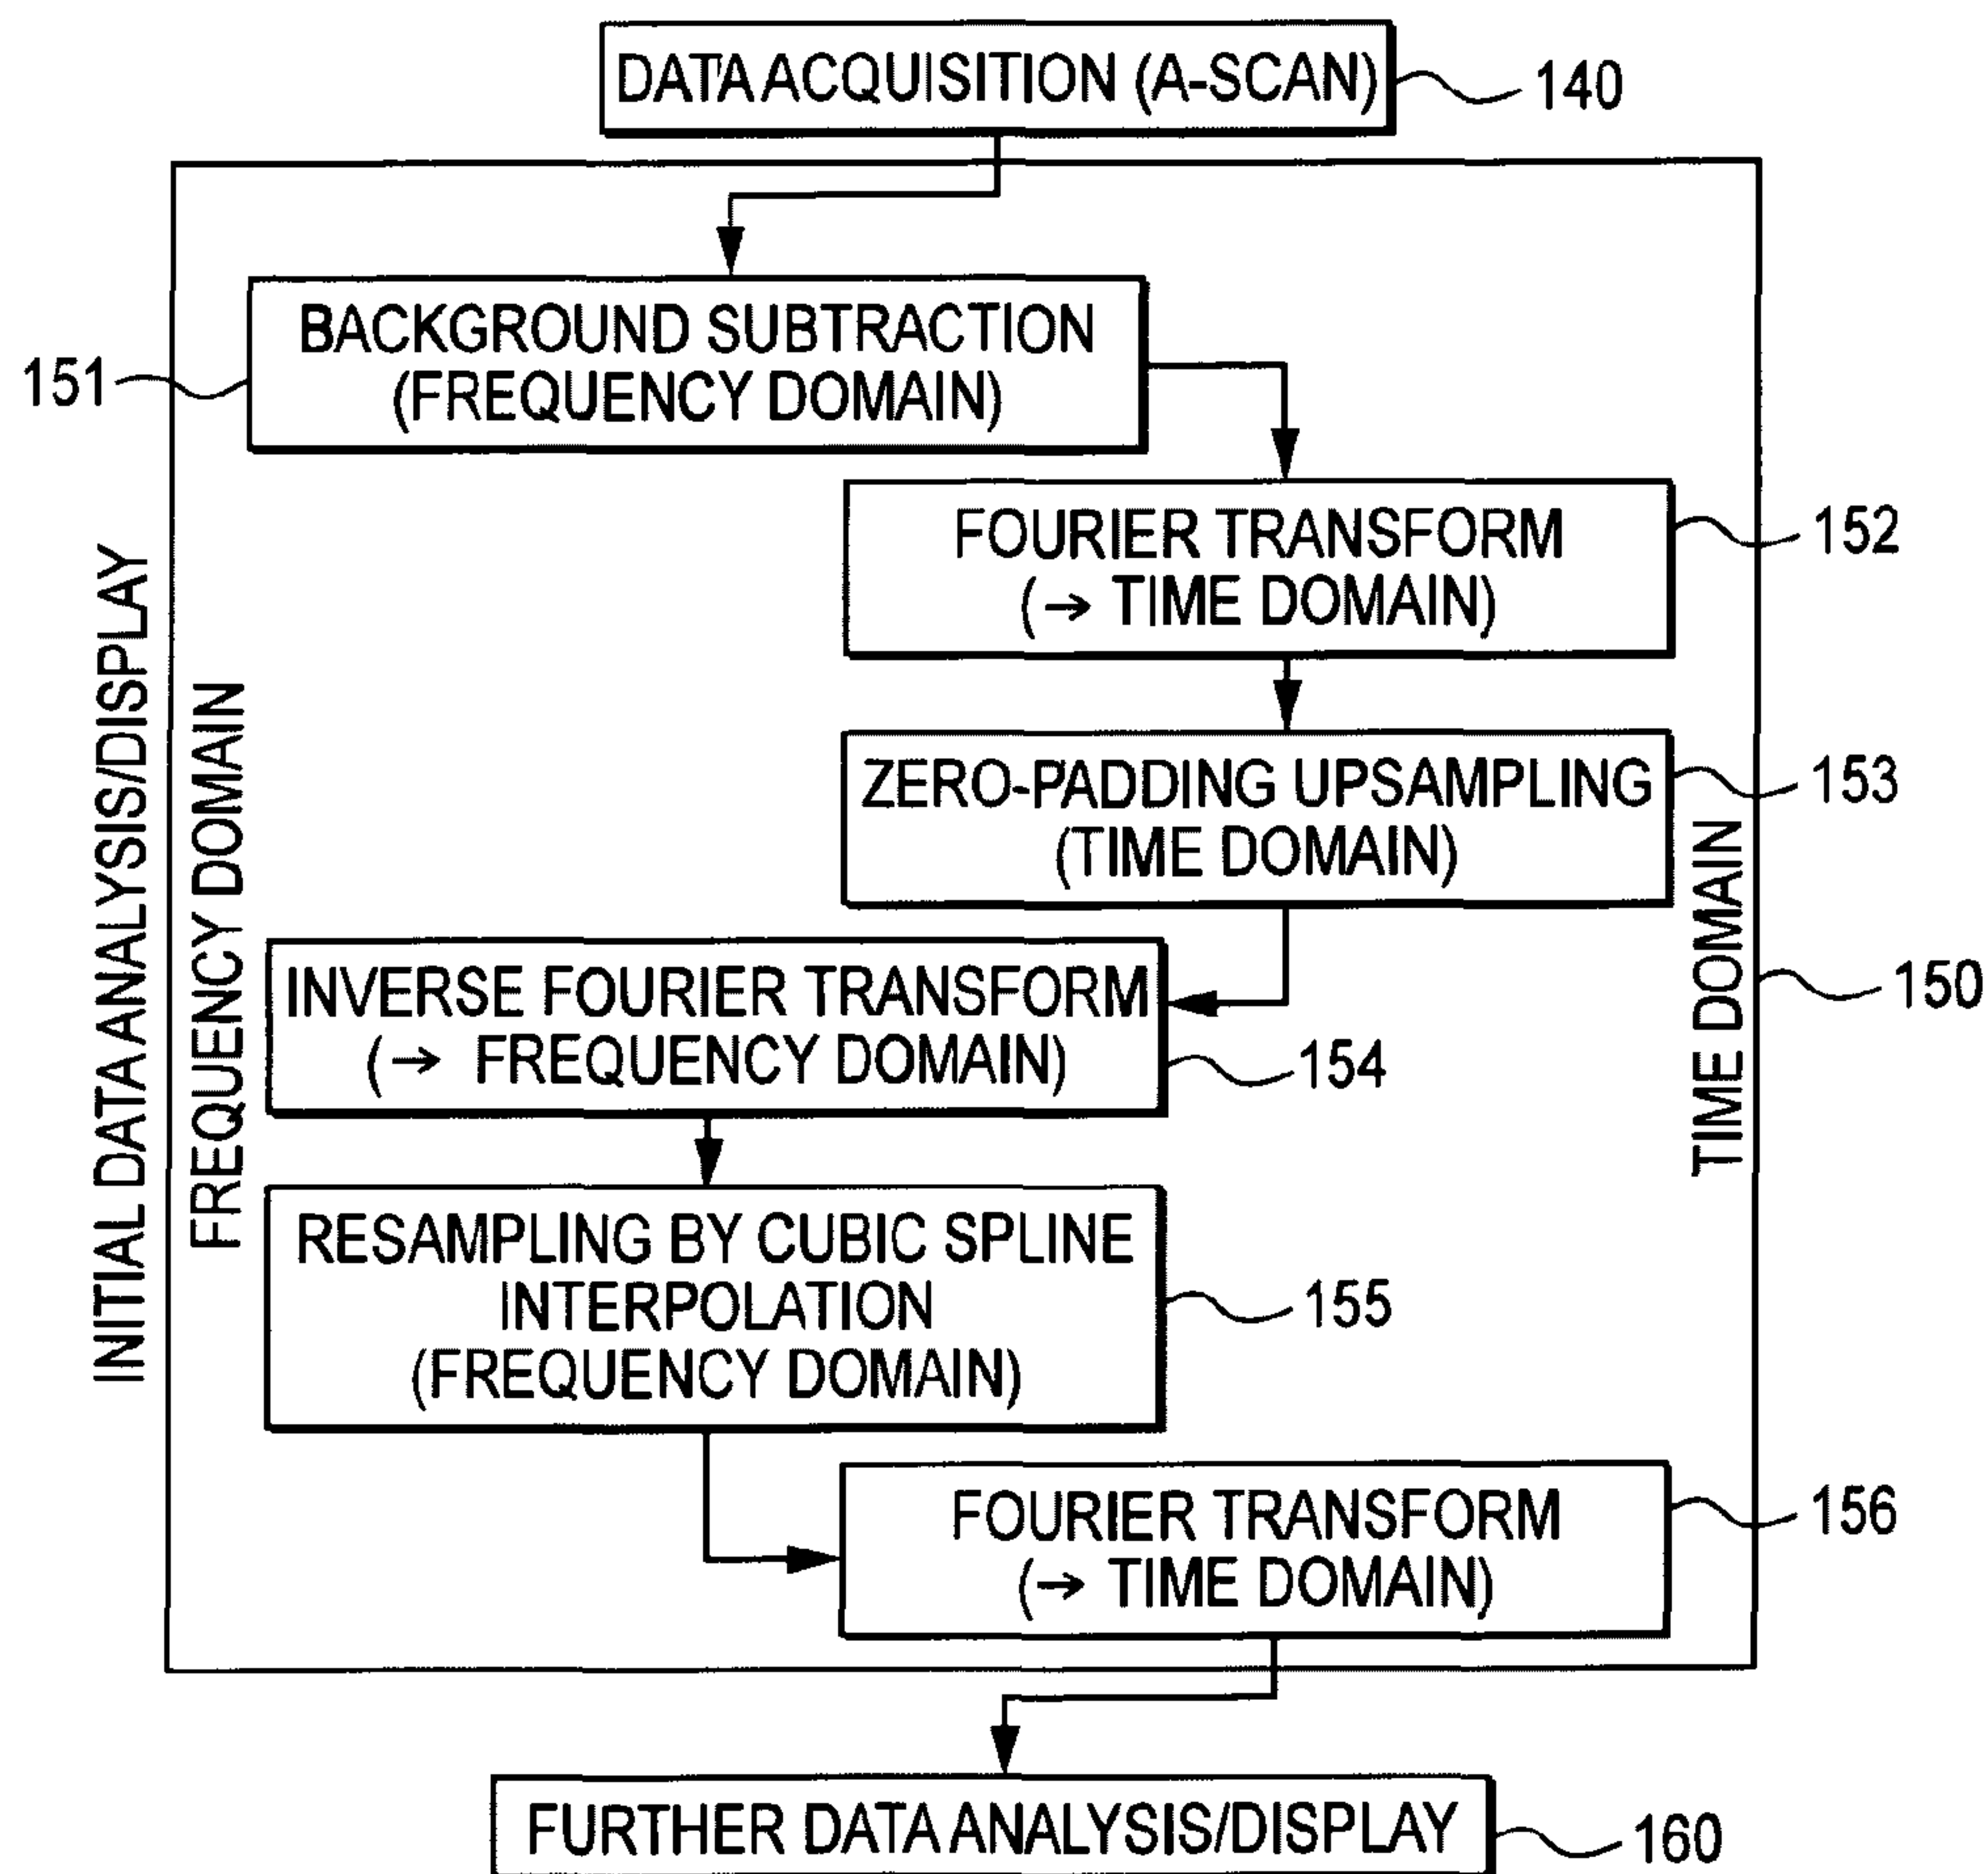 DATA ACQUISITION (A-SCAN)
140
BACKGROUND SUBTRACTION
(FREQUENCY DOMAIN)
151
FOURIER TRANSFORM
(→ TIME DOMAIN)
152
ZERO-PADDING UPSAMPLING
(TIME DOMAIN)
153
INITIAL DATA ANALYSIS/DISPLAY
FREQUENCY DOMAIN
TIME DOMAIN
150
INVERSE FOURIER TRANSFORM
(→ FREQUENCY DOMAIN)
154
RESAMPLING BY CUBIC SPLINE
INTERPOLATION
(FREQUENCY DOMAIN)
155
FOURIER TRANSFORM
(→ TIME DOMAIN)
156
FURTHER DATA ANALYSIS/DISPLAY
160